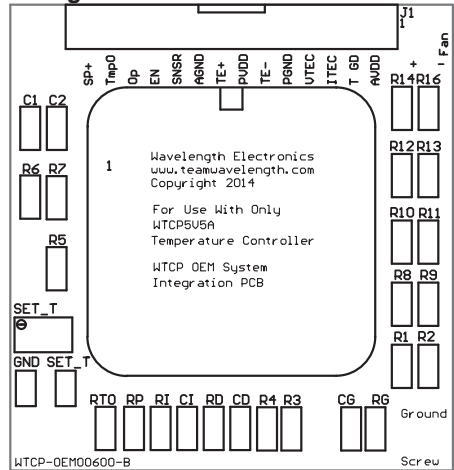 J1
1
+
- Fan
SP+
TmpO
Op
EN
SNSR
AGND
TE+
PVDD
TE-
PGND
VTEC
ITEC
T GD
AVDD
R14 R16
C1 C2
R12 R13
R6 R7
1
Wavelength Electronics
www.teamwavelength.com
Copyright 2014
For Use With Only
WTCP5V5A
Temperature Controller
WTCP OEM System
Integration PCB
R10 R11
R5
R8 R9
SET_T
R1 R2
GND SET_T
RTO RP RI CI RD CD R4 R3 CG RG
Ground
WTCP-OEM00600-B
Screw